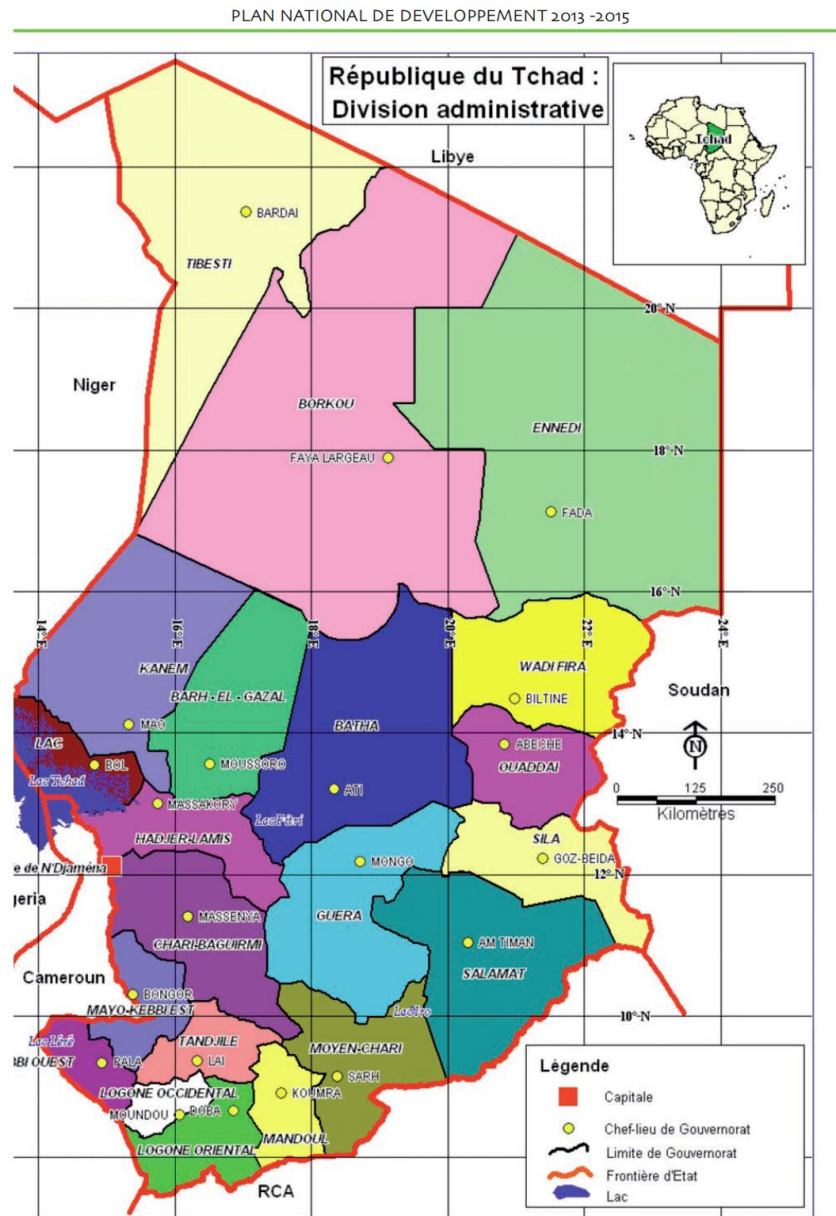 PLAN NATIONAL DE DEVELOPPEMENT 2013 -2015
République du Tchad :
Division administrative
Tchad
Libye
BARDAI
TIBESTI
20°-N
Niger
BORKOU
ENNEDI
FAYA LARGEAU
18°-N
FADA
16°-N
14°E
16°E
18°E
20°E
22°E
24°E
KANEM
WADI FIRA
BARH - EL - GAZAL
Soudan
BILTINE
MAO
BATHA
14°-N
LAC
ABECHE
BOL
MOUSSORO
OUADDAI
N
Lac Tchad
ATI
0 125 250
Kilomètres
MASSAKORY
Lac Fitri
HADJER-LAMIS
SILA
MONGO
GOZ-BEIDA
e de N'Djaména
12°-N
geria
MASSENYA
GUERA
CHARI-BAGUIRMI
AM TIMAN
SALAMAT
Cameroun
BONGOR
MAYO-KEBBI EST
Lac Iro
10°-N
Lac Léré
TANDJILE
MOYEN-CHARI
BBI OUEST
PALA
LAI
SARH
LOGONE OCCIDENTAL
KOUMRA
MOUNDOU
DOBA
MANDOUL
LOGONE ORIENTAL
RCA
Légende
Capitale
Chef-lieu de Gouvernorat
Limite de Gouvernorat
Frontière d'Etat
Lac